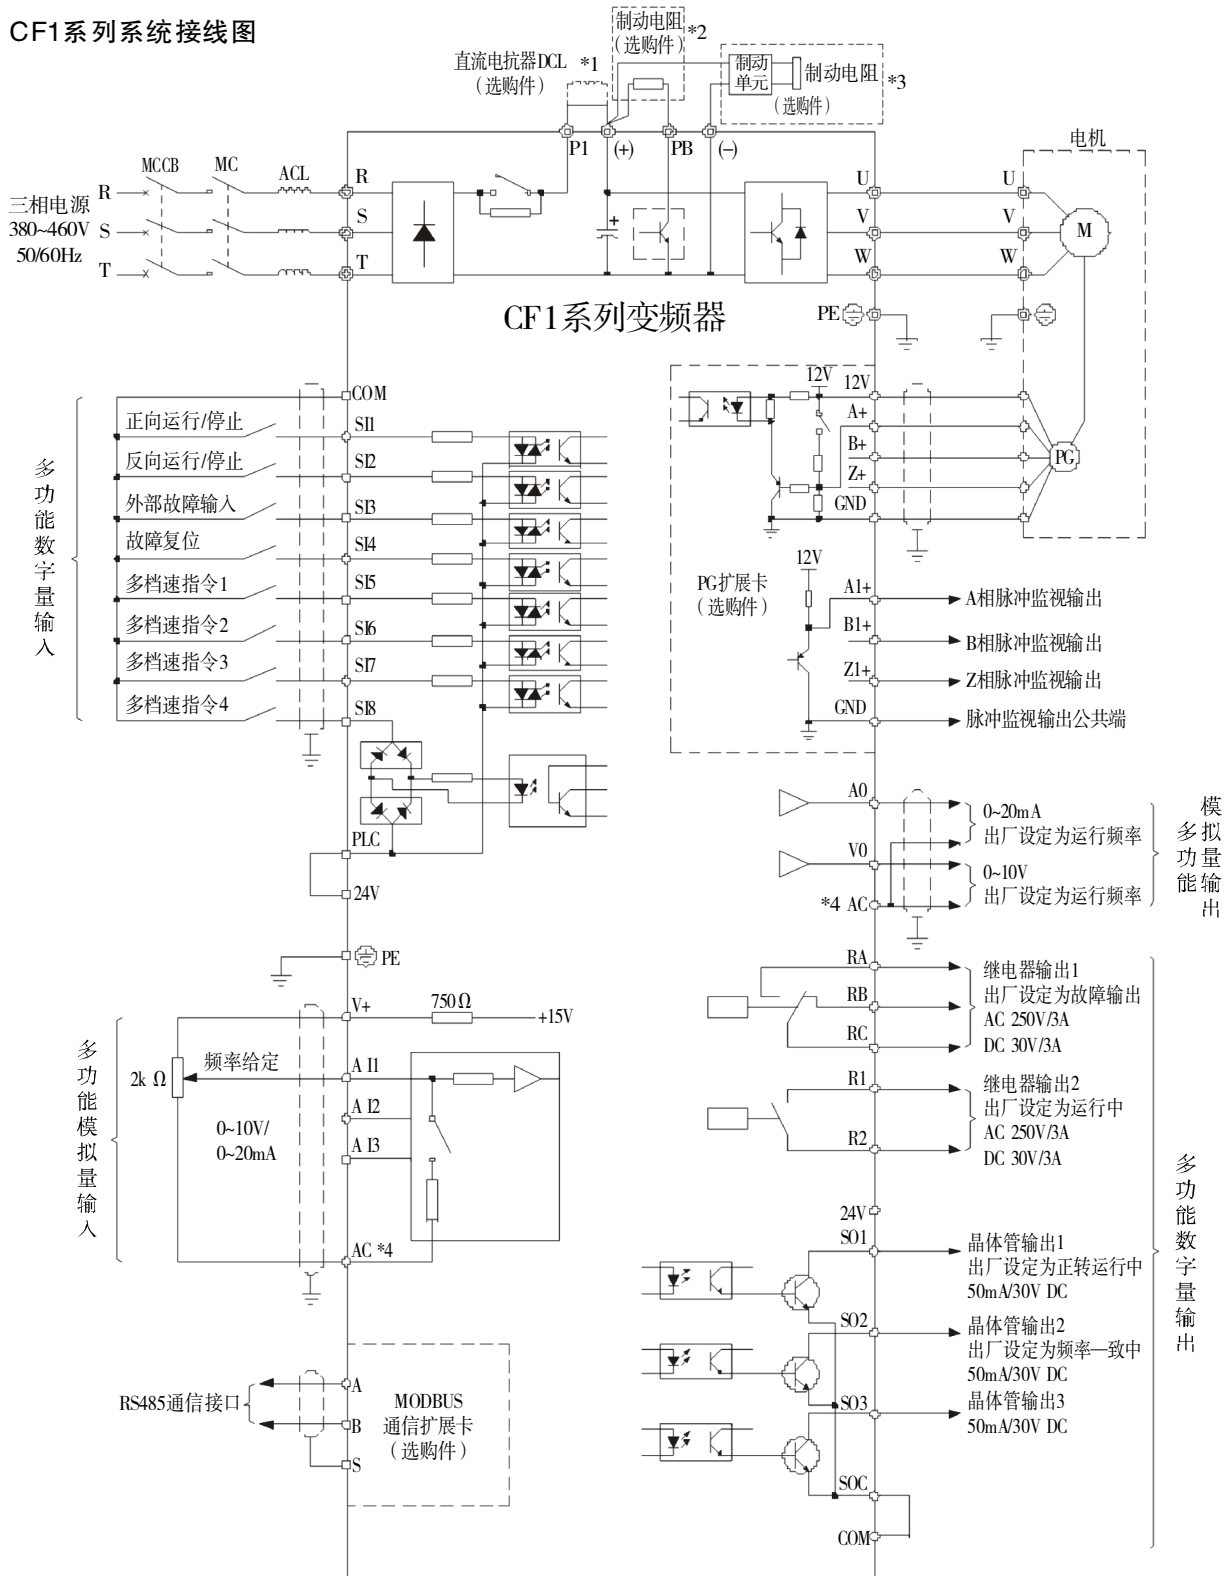 CF1系列系统接线图
制动电阻
(选购件)
*2
直流电抗器DCL
*1
(选购件)
制动
单元
制动电阻
*3
(选购件)
P1
(+)
PB
(-)
电机
MCCB
MC
ACL
三相电源
380~460V
50/60Hz
R
S
T
R
S
T
U
V
W
U
V
W
M
PE
CF1系列变频器
多功能数字量输入
COM
正向运行/停止
SI1
反向运行/停止
SI2
外部故障输入
SI3
故障复位
SI4
多档速指令1
SI5
多档速指令2
SI6
多档速指令3
SI7
多档速指令4
SI8
PLC
24V
PE
12V
12V
A+
B+
Z+
GND
PG
PG扩展卡
(选购件)
12V
A1+
A相脉冲监视输出
B1+
B相脉冲监视输出
Z1+
Z相脉冲监视输出
GND
脉冲监视输出公共端
A0
0~20mA
出厂设定为运行频率
V0
0~10V
出厂设定为运行频率
*4 AC
多功能
模拟量输出
多功能模拟量输入
V+
750Ω
+15V
2k Ω
频率给定
A I1
A I2
A I3
0~10V/
0~20mA
AC *4
RA
RB
RC
继电器输出1
出厂设定为故障输出
AC 250V/3A
DC 30V/3A
R1
R2
继电器输出2
出厂设定为运行中
AC 250V/3A
DC 30V/3A
24V
SO1
晶体管输出1
出厂设定为正转运行中
50mA/30V DC
SO2
晶体管输出2
出厂设定为频率一致中
50mA/30V DC
SO3
晶体管输出3
50mA/30V DC
SOC
COM
多功能数字量输出
RS485通信接口
A
B
S
MODBUS
通信扩展卡
(选购件)